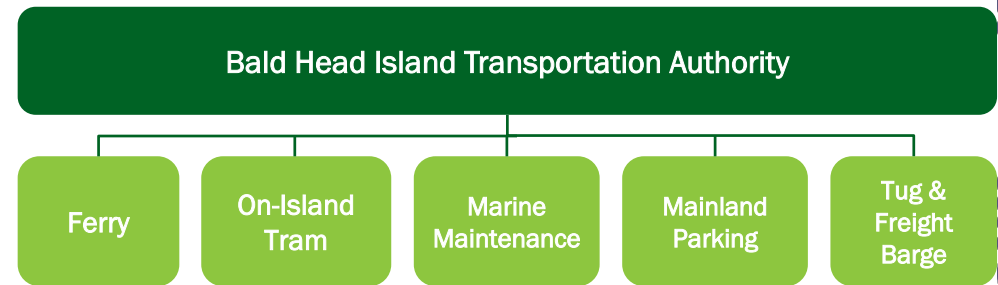 Bald Head Island Transportation Authority
Ferry
On-Island
Tram
Marine
Maintenance
Mainland
Parking
Tug &
Freight
Barge